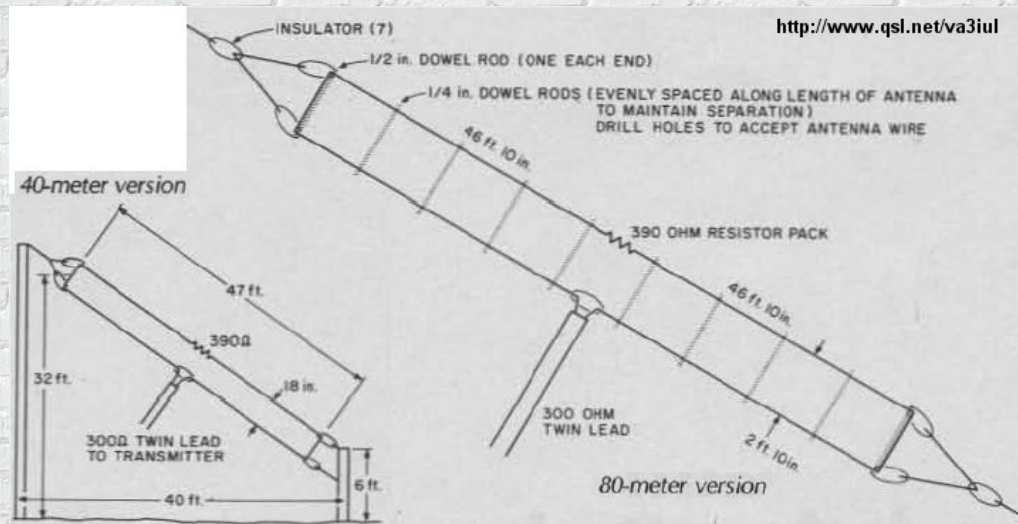 http://www.qsl.net/va3iul
INSULATOR (7)
1/2 in. DOWEL ROD (ONE EACH END)
1/4 in. DOWEL RODS (EVENLY SPACED ALONG LENGTH OF ANTENNA
TO MAINTAIN SEPARATION)
DRILL HOLES TO ACCEPT ANTENNA WIRE
46 ft. 10 in.
390 OHM RESISTOR PACK
46 ft. 10 in.
300 OHM
TWIN LEAD
2 ft. 10 in.
80-meter version
40-meter version
47 ft.
390Ω
18 in.
32 ft.
300Ω TWIN LEAD
TO TRANSMITTER
6 ft.
40 ft.